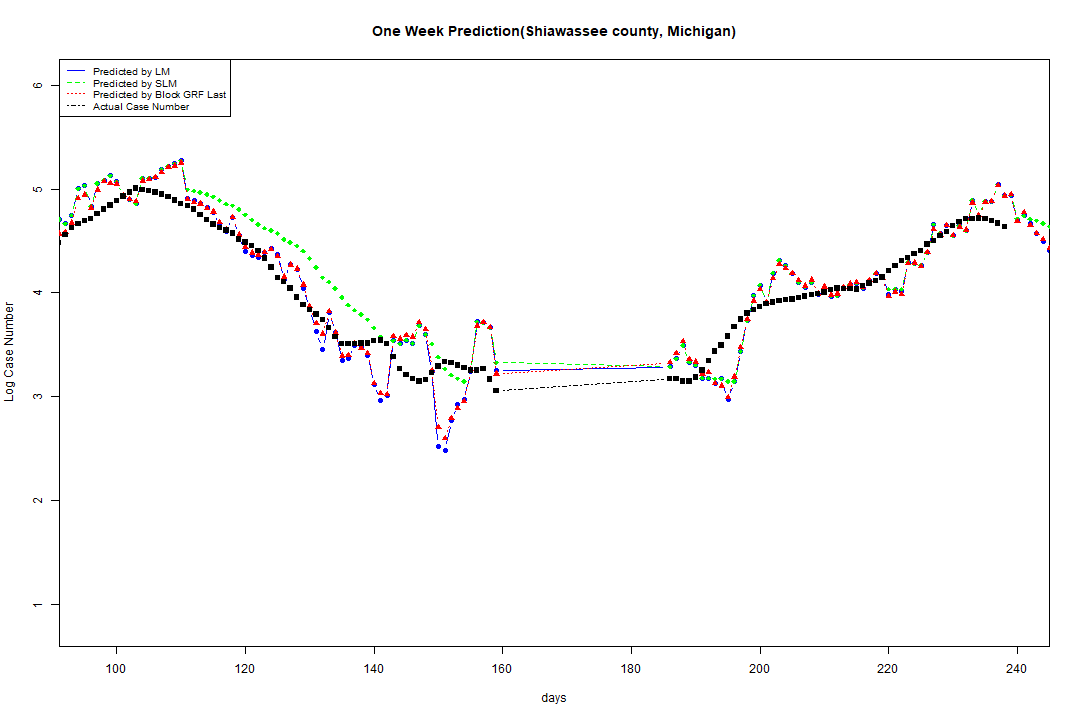 One Week Prediction(Shiawassee county, Michigan)
Predicted by LM
Predicted by SLM
Predicted by Block GRF Last
Actual Case Number
6
5
4
3
2
1
Log Case Number
100 120 140 160 180 200 220 240
days